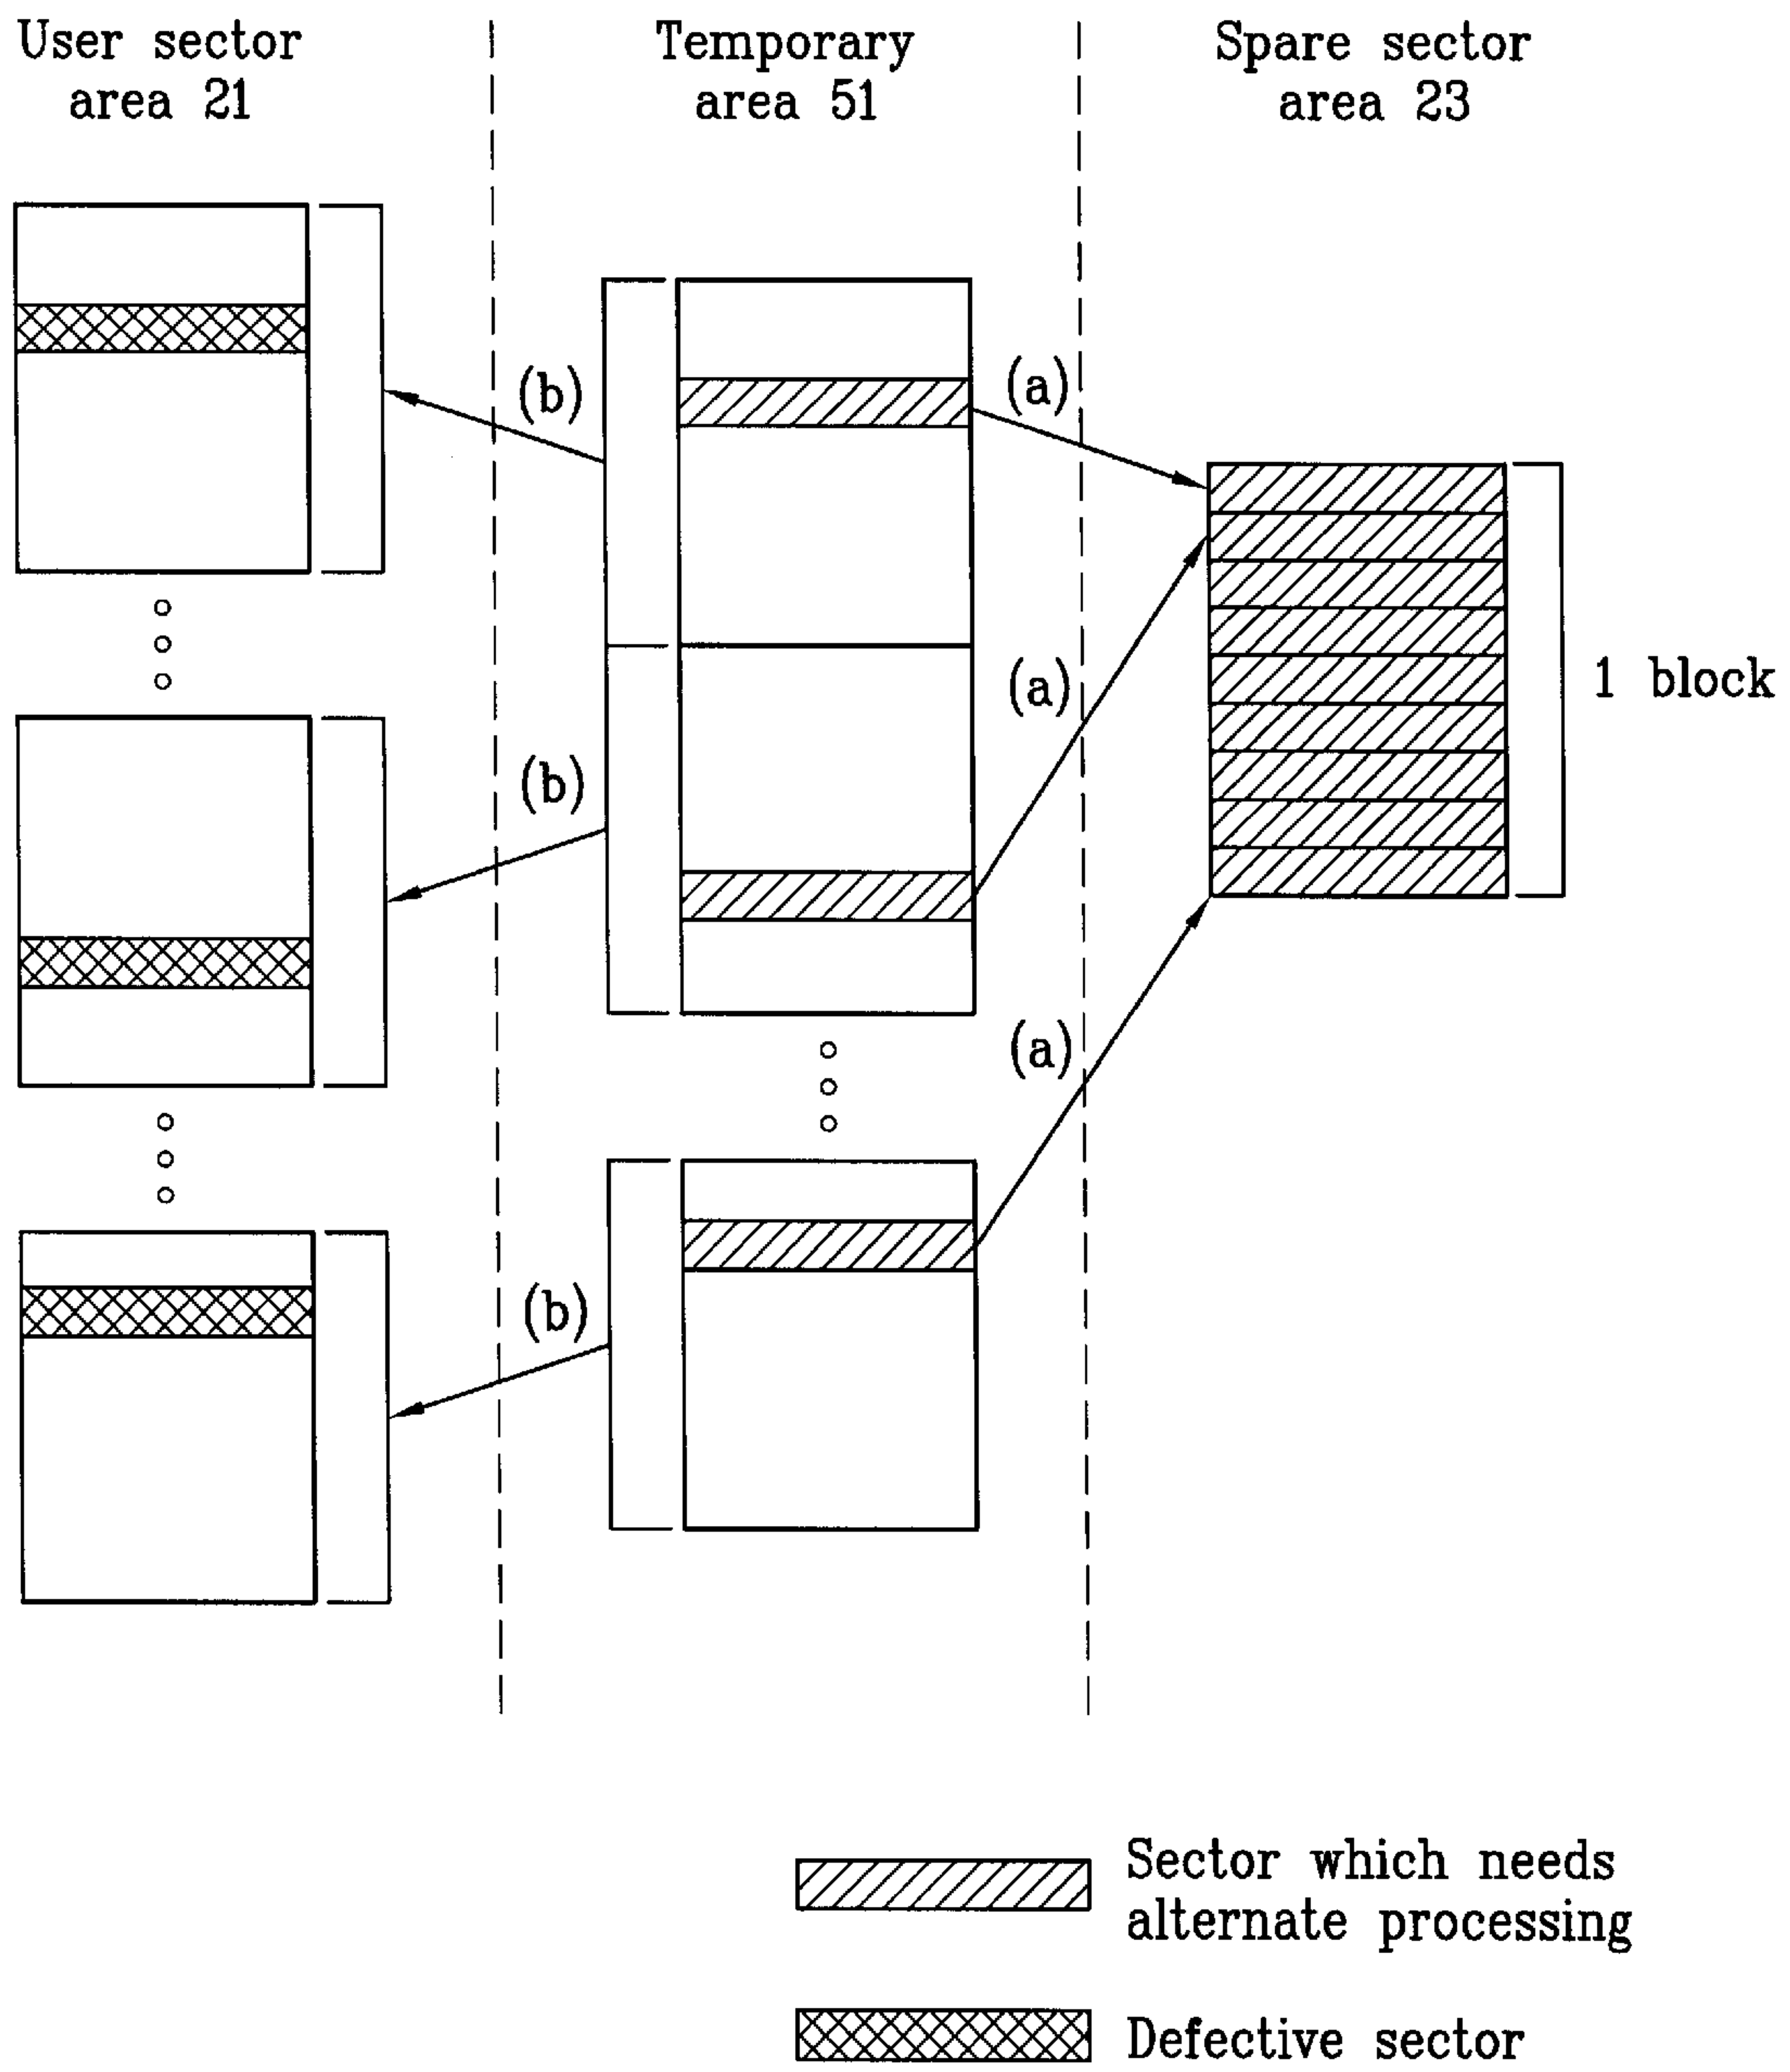 User sector
area 21
Temporary
area 51
Spare sector
area 23
(b)
(a)
(a)
1 block
(b)
(a)
(b)
Sector which needs
alternate processing
Defective sector